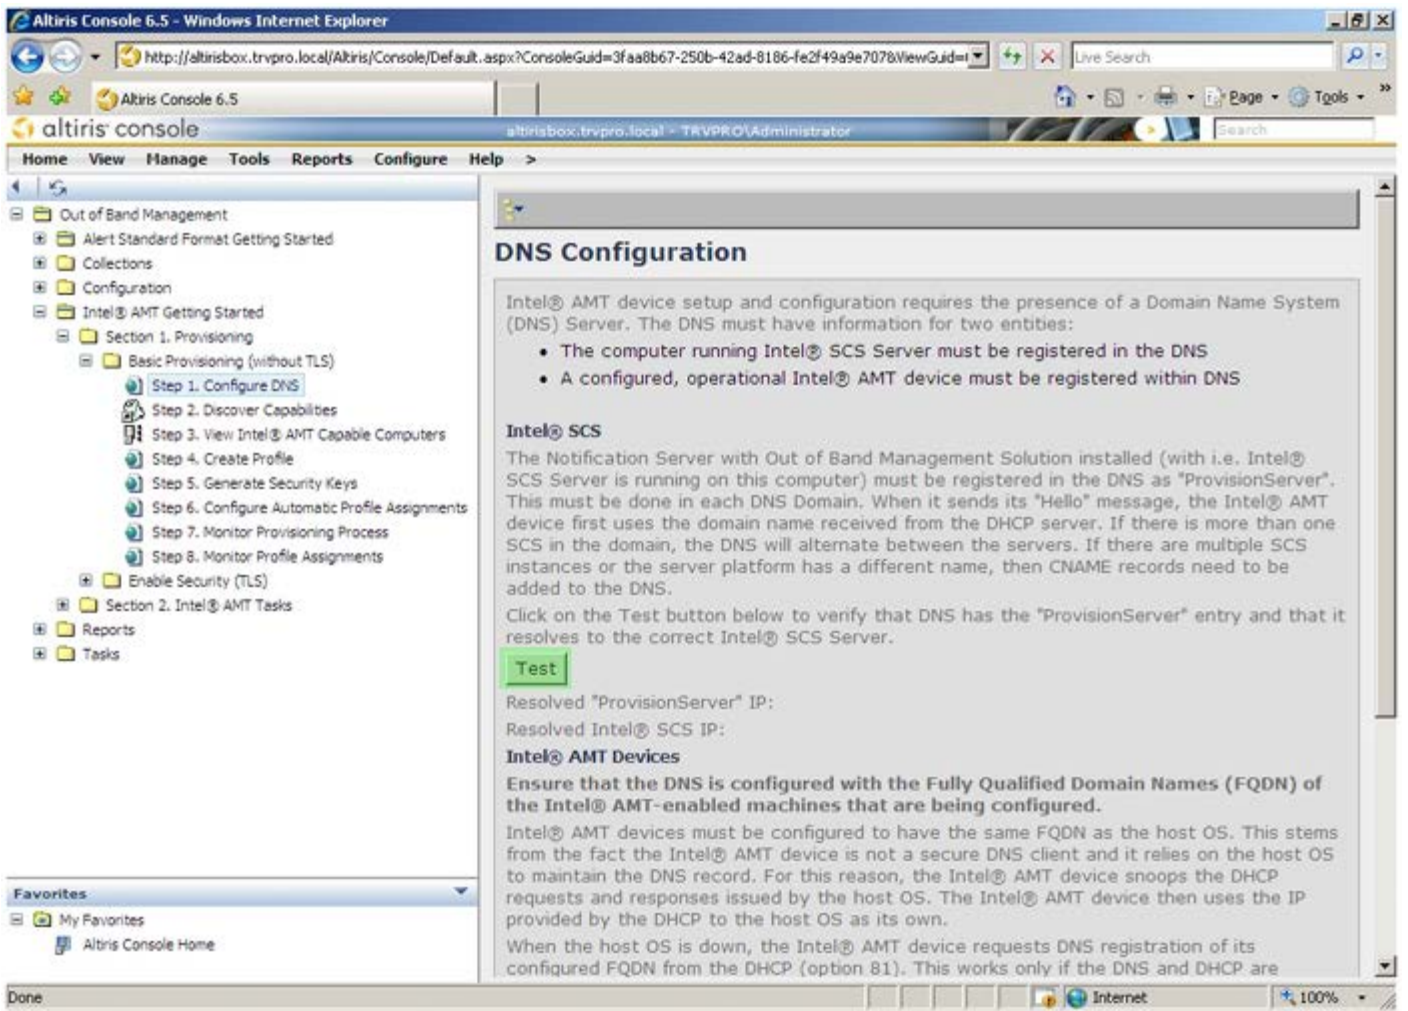 Altiris Console 6.5 - Windows Internet Explorer
http://altirisbox.trvpro.local/Altiris/Console/Default.aspx?ConsoleGuid=3faa8b67-250b-42ad-8186-fe2f49a9e707&ViewGuid=
Live Search
Altiris Console 6.5
Page
Tools
altiris console
altirisbox.trvpro.local - TRVPRO\Administrator
Search
Home View Manage Tools Reports Configure Help >
Out of Band Management
Alert Standard Format Getting Started
Collections
Configuration
Intel® AMT Getting Started
Section 1. Provisioning
Basic Provisioning (without TLS)
Step 1. Configure DNS
Step 2. Discover Capabilities
Step 3. View Intel® AMT Capable Computers
Step 4. Create Profile
Step 5. Generate Security Keys
Step 6. Configure Automatic Profile Assignments
Step 7. Monitor Provisioning Process
Step 8. Monitor Profile Assignments
Enable Security (TLS)
Section 2. Intel® AMT Tasks
Reports
Tasks
Favorites
My Favorites
Altiris Console Home
DNS Configuration
Intel® AMT device setup and configuration requires the presence of a Domain Name System
(DNS) Server. The DNS must have information for two entities:
• The computer running Intel® SCS Server must be registered in the DNS
• A configured, operational Intel® AMT device must be registered within DNS
Intel® SCS
The Notification Server with Out of Band Management Solution installed (with i.e. Intel®
SCS Server is running on this computer) must be registered in the DNS as "ProvisionServer".
This must be done in each DNS Domain. When it sends its "Hello" message, the Intel® AMT
device first uses the domain name received from the DHCP server. If there is more than one
SCS in the domain, the DNS will alternate between the servers. If there are multiple SCS
instances or the server platform has a different name, then CNAME records need to be
added to the DNS.
Click on the Test button below to verify that DNS has the "ProvisionServer" entry and that it
resolves to the correct Intel® SCS Server.
Test
Resolved "ProvisionServer" IP:
Resolved Intel® SCS IP:
Intel® AMT Devices
Ensure that the DNS is configured with the Fully Qualified Domain Names (FQDN) of
the Intel® AMT-enabled machines that are being configured.
Intel® AMT devices must be configured to have the same FQDN as the host OS. This stems
from the fact the Intel® AMT device is not a secure DNS client and it relies on the host OS
to maintain the DNS record. For this reason, the Intel® AMT device snoops the DHCP
requests and responses issued by the host OS. The Intel® AMT device then uses the IP
provided by the DHCP to the host OS as its own.
When the host OS is down, the Intel® AMT device requests DNS registration of its
configured FQDN from the DHCP (option 81). This works only if the DNS and DHCP are
Done
Internet
100%